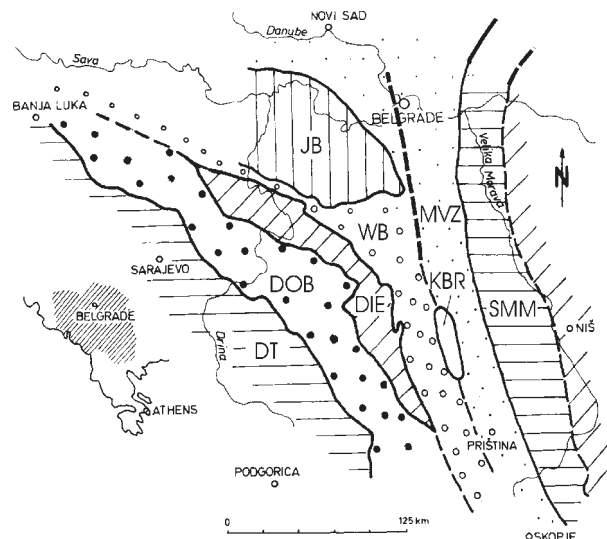 NOVI SAD
Danube
Sava
BANJA LUKA
BELGRADE
JB
Velika Morava
N
MVZ
WB
SARAJEVO
KBR
DOB
DIE
SMM
BELGRADE
NIŠ
DT
Drina
ATHENS
PRIŠTINA
PODGORICA
0 125 km
SKOPJE